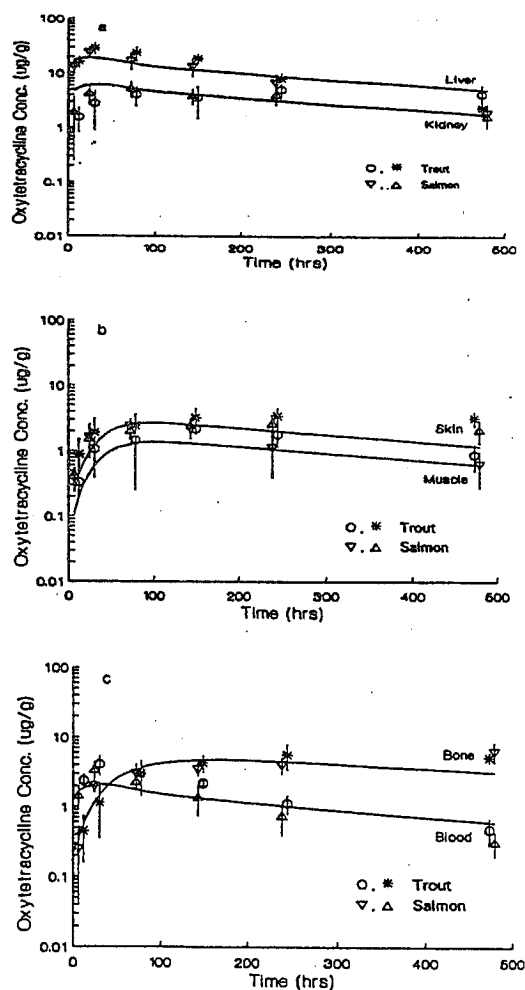 a
Oxytetracycline Conc. (ug/g)
100
10
1
0.1
0.01
Liver
Kidney
○ . * Trout
▽ . . △ Salmon
0 100 200 300 400 500
Time (hrs)
b
Oxytetracycline Conc. (ug/g)
100
10
1
0.1
0.01
Skin
Muscle
○ . * Trout
▽ . △ Salmon
0 100 200 300 400 500
Time (hrs)
c
Oxytetracycline Conc. (ug/g)
100
10
1
0.1
0.01
Bone
Blood
○ . * Trout
▽ . △ Salmon
0 100 200 300 400 500
Time (hrs)